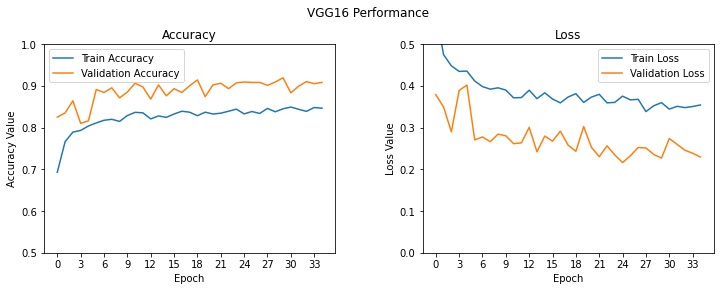 VGG16 Performance
Accuracy
Train Accuracy
Validation Accuracy
Accuracy Value
1.0
0.9
0.8
0.7
0.6
0.5
0 3 6 9 12 15 18 21 24 27 30 33
Epoch
Loss
Train Loss
Validation Loss
Loss Value
0.5
0.4
0.3
0.2
0.1
0.0
0 3 6 9 12 15 18 21 24 27 30 33
Epoch